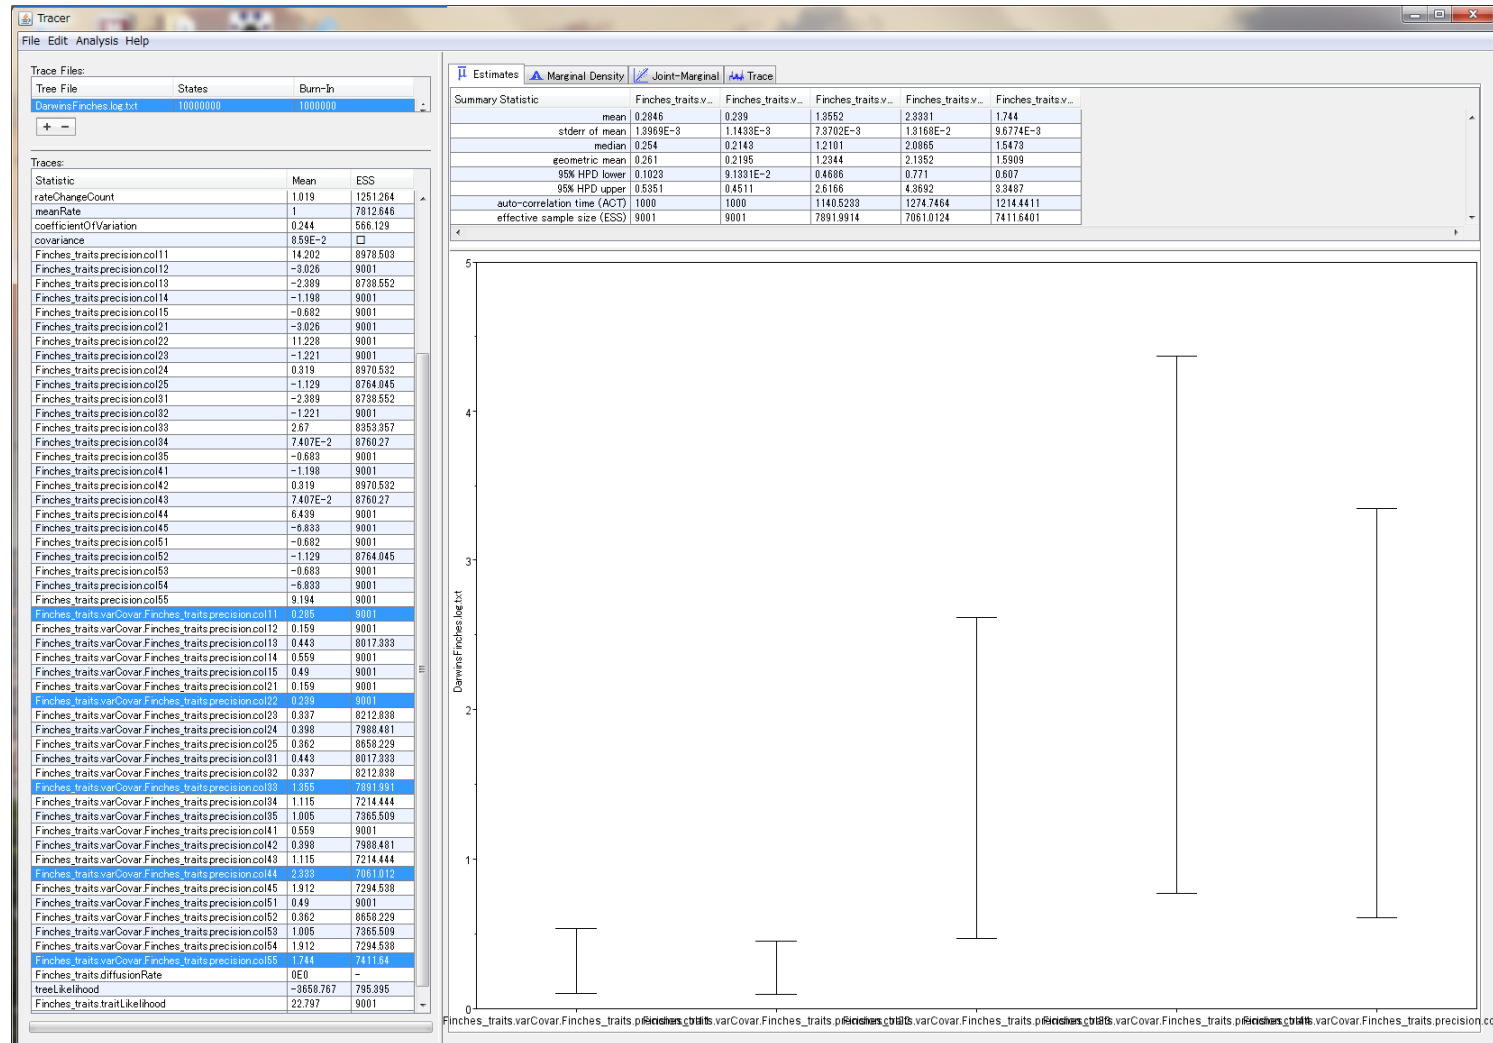 Tracer
File Edit Analysis Help
Trace Files:
Tree File States Burn-In
DarwinsFinches.log.txt 10000000 1000000
+ -
Traces:
Statistic Mean ESS
rateChangeCount 1.019 1251.264
meanRate 1 7812.646
coefficientOfVariation 0.244 566.129
covariance 8.59E-2
Finches_traits.precision.col11 14.202 8978.503
Finches_traits.precision.col12 -3.026 9001
Finches_traits.precision.col13 -2.389 8738.552
Finches_traits.precision.col14 -1.198 9001
Finches_traits.precision.col15 -0.682 9001
Finches_traits.precision.col21 -3.026 9001
Finches_traits.precision.col22 11.228 9001
Finches_traits.precision.col23 -1.221 9001
Finches_traits.precision.col24 0.319 8970.532
Finches_traits.precision.col25 -1.129 8764.045
Finches_traits.precision.col31 -2.389 8738.552
Finches_traits.precision.col32 -1.221 9001
Finches_traits.precision.col33 2.67 8353.357
Finches_traits.precision.col34 7.407E-2 8760.27
Finches_traits.precision.col35 -0.683 9001
Finches_traits.precision.col41 -1.198 9001
Finches_traits.precision.col42 0.319 8970.532
Finches_traits.precision.col43 7.407E-2 8760.27
Finches_traits.precision.col44 6.439 9001
Finches_traits.precision.col45 -6.833 9001
Finches_traits.precision.col51 -0.682 9001
Finches_traits.precision.col52 -1.129 8764.045
Finches_traits.precision.col53 -0.683 9001
Finches_traits.precision.col54 -6.833 9001
Finches_traits.precision.col55 9.194 9001
Finches_traits.varCovar.Finches_traits.precision.col11 0.285 9001
Finches_traits.varCovar.Finches_traits.precision.col12 0.159 9001
Finches_traits.varCovar.Finches_traits.precision.col13 0.443 8017.333
Finches_traits.varCovar.Finches_traits.precision.col14 0.559 9001
Finches_traits.varCovar.Finches_traits.precision.col15 0.49 9001
Finches_traits.varCovar.Finches_traits.precision.col21 0.159 9001
Finches_traits.varCovar.Finches_traits.precision.col22 0.239 9001
Finches_traits.varCovar.Finches_traits.precision.col23 0.337 8212.838
Finches_traits.varCovar.Finches_traits.precision.col24 0.398 7988.481
Finches_traits.varCovar.Finches_traits.precision.col25 0.362 8658.229
Finches_traits.varCovar.Finches_traits.precision.col31 0.443 8017.333
Finches_traits.varCovar.Finches_traits.precision.col32 0.337 8212.838
Finches_traits.varCovar.Finches_traits.precision.col33 1.355 7891.991
Finches_traits.varCovar.Finches_traits.precision.col34 1.115 7214.444
Finches_traits.varCovar.Finches_traits.precision.col35 1.005 7365.509
Finches_traits.varCovar.Finches_traits.precision.col41 0.559 9001
Finches_traits.varCovar.Finches_traits.precision.col42 0.398 7988.481
Finches_traits.varCovar.Finches_traits.precision.col43 1.115 7214.444
Finches_traits.varCovar.Finches_traits.precision.col44 2.333 7061.012
Finches_traits.varCovar.Finches_traits.precision.col45 1.912 7294.538
Finches_traits.varCovar.Finches_traits.precision.col51 0.49 9001
Finches_traits.varCovar.Finches_traits.precision.col52 0.362 8658.229
Finches_traits.varCovar.Finches_traits.precision.col53 1.005 7365.509
Finches_traits.varCovar.Finches_traits.precision.col54 1.912 7294.538
Finches_traits.varCovar.Finches_traits.precision.col55 1.744 7411.64
Finches_traits.diffusionRate 0E0 -
treeLikelihood -3658.767 795.395
Finches_traits.traitLikelihood 22.797 9001
Estimates Marginal Density Joint-Marginal Trace
Summary Statistic Finches_traits.v... Finches_traits.v... Finches_traits.v... Finches_traits.v... Finches_traits.v...
mean 0.2846 0.239 1.3552 2.3331 1.744
stderr of mean 1.3969E-3 1.1433E-3 7.3702E-3 1.3168E-2 9.6774E-3
median 0.254 0.2143 1.2101 2.0865 1.5473
geometric mean 0.261 0.2195 1.2344 2.1352 1.5909
95% HPD lower 0.1023 9.1331E-2 0.4686 0.771 0.607
95% HPD upper 0.5351 0.4511 2.6166 4.3692 3.3487
auto-correlation time (ACT) 1000 1000 1140.5233 1274.7464 1214.4411
effective sample size (ESS) 9001 9001 7891.9914 7061.0124 7411.6401
5
4
3
2
1
0
DarwinsFinches.log.txt